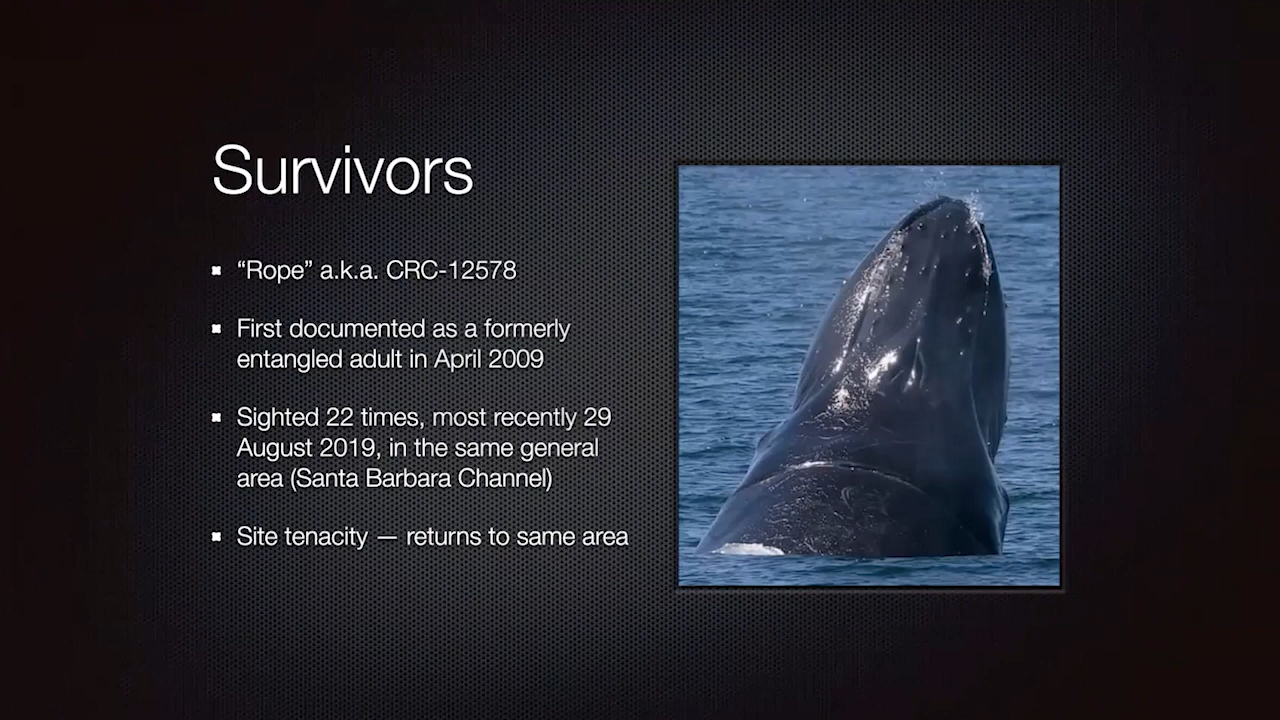 Survivors
“Rope” a.k.a. CRC-12578
First documented as a formerly
entangled adult in April 2009
Sighted 22 times, most recently 29
August 2019, in the same general
area (Santa Barbara Channel)
Site tenacity — returns to same area